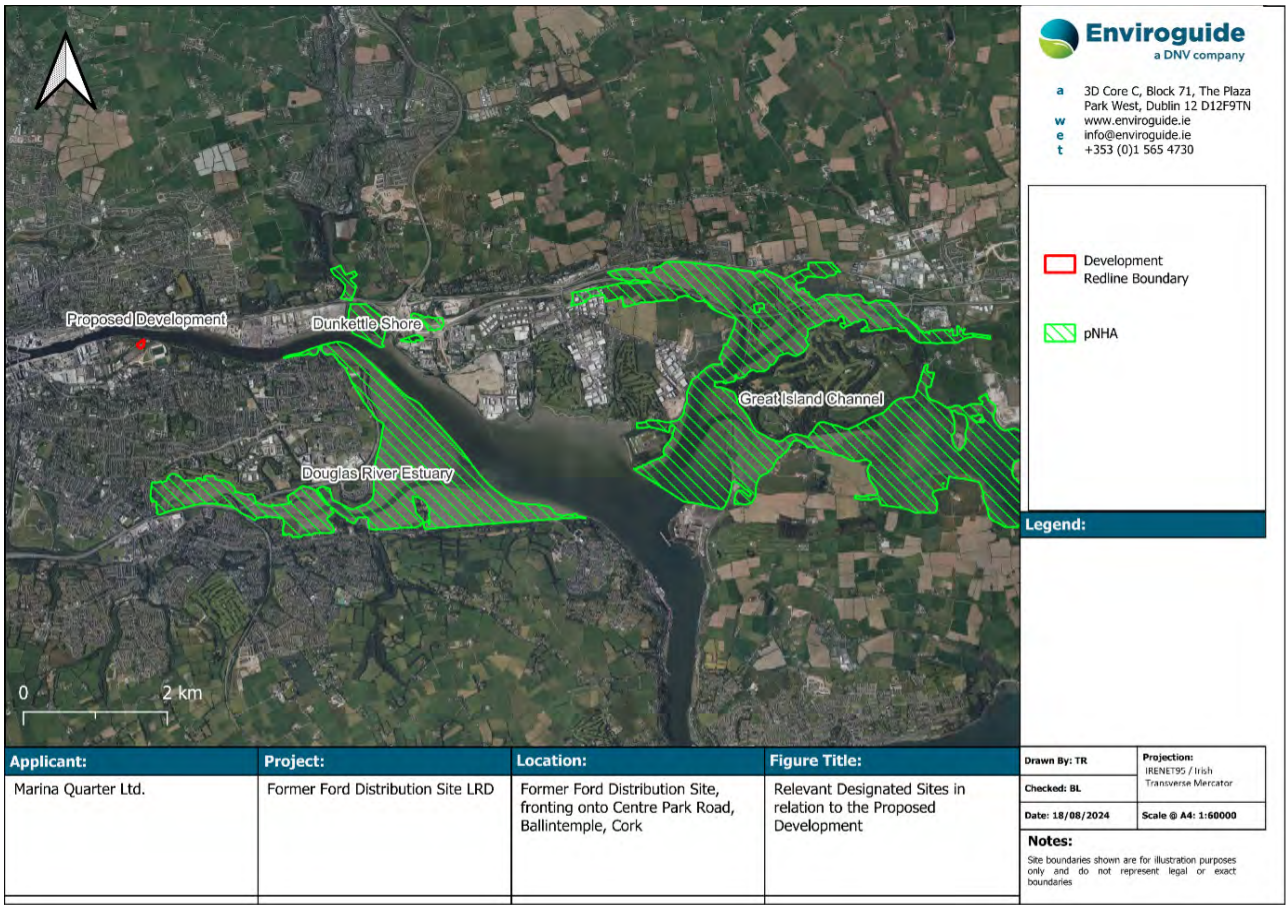 Proposed Development
Dunkettle Shore
Great Island Channel
Douglas River Estuary
0 2 km
Enviroguide
a DNV company
a 3D Core C, Block 71, The Plaza
Park West, Dublin 12 D12F9TN
w www.enviroguide.ie
e info@enviroguide.ie
t +353 (0)1 565 4730
Development
Redline Boundary
pNHA
Legend:
Applicant:
Marina Quarter Ltd.
Project:
Former Ford Distribution Site LRD
Location:
Former Ford Distribution Site,
fronting onto Centre Park Road,
Ballintemple, Cork
Figure Title:
Relevant Designated Sites in
relation to the Proposed
Development
Drawn By: TR
Checked: BL
Date: 18/08/2024
Projection:
IRENET95 / Irish
Transverse Mercator
Scale @ A4: 1:60000
Notes:
Site boundaries shown are for illustration purposes
only and do not represent legal or exact
boundaries